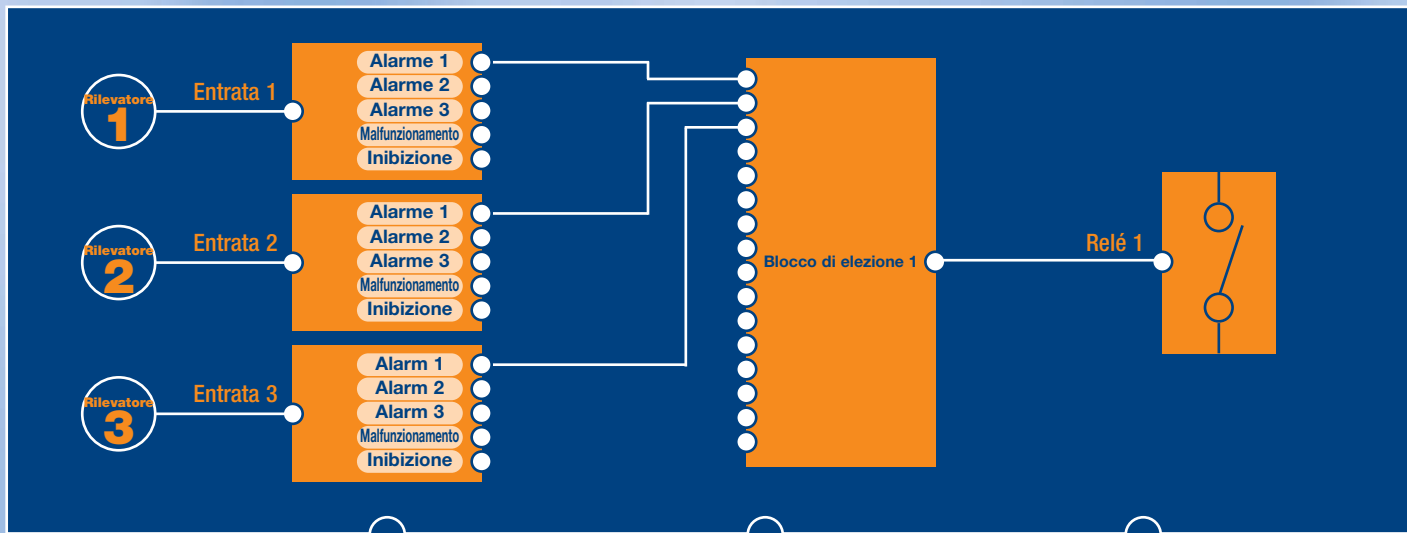 Rilevatore
1
Entrata 1
Alarme 1
Alarme 2
Alarme 3
Malfunzionamento
Inibizione
Rilevatore
2
Entrata 2
Alarme 1
Alarme 2
Alarme 3
Malfunzionamento
Inibizione
Rilevatore
3
Entrata 3
Alarm 1
Alarm 2
Alarm 3
Malfunzionamento
Inibizione
Blocco di elezione 1
Relé 1